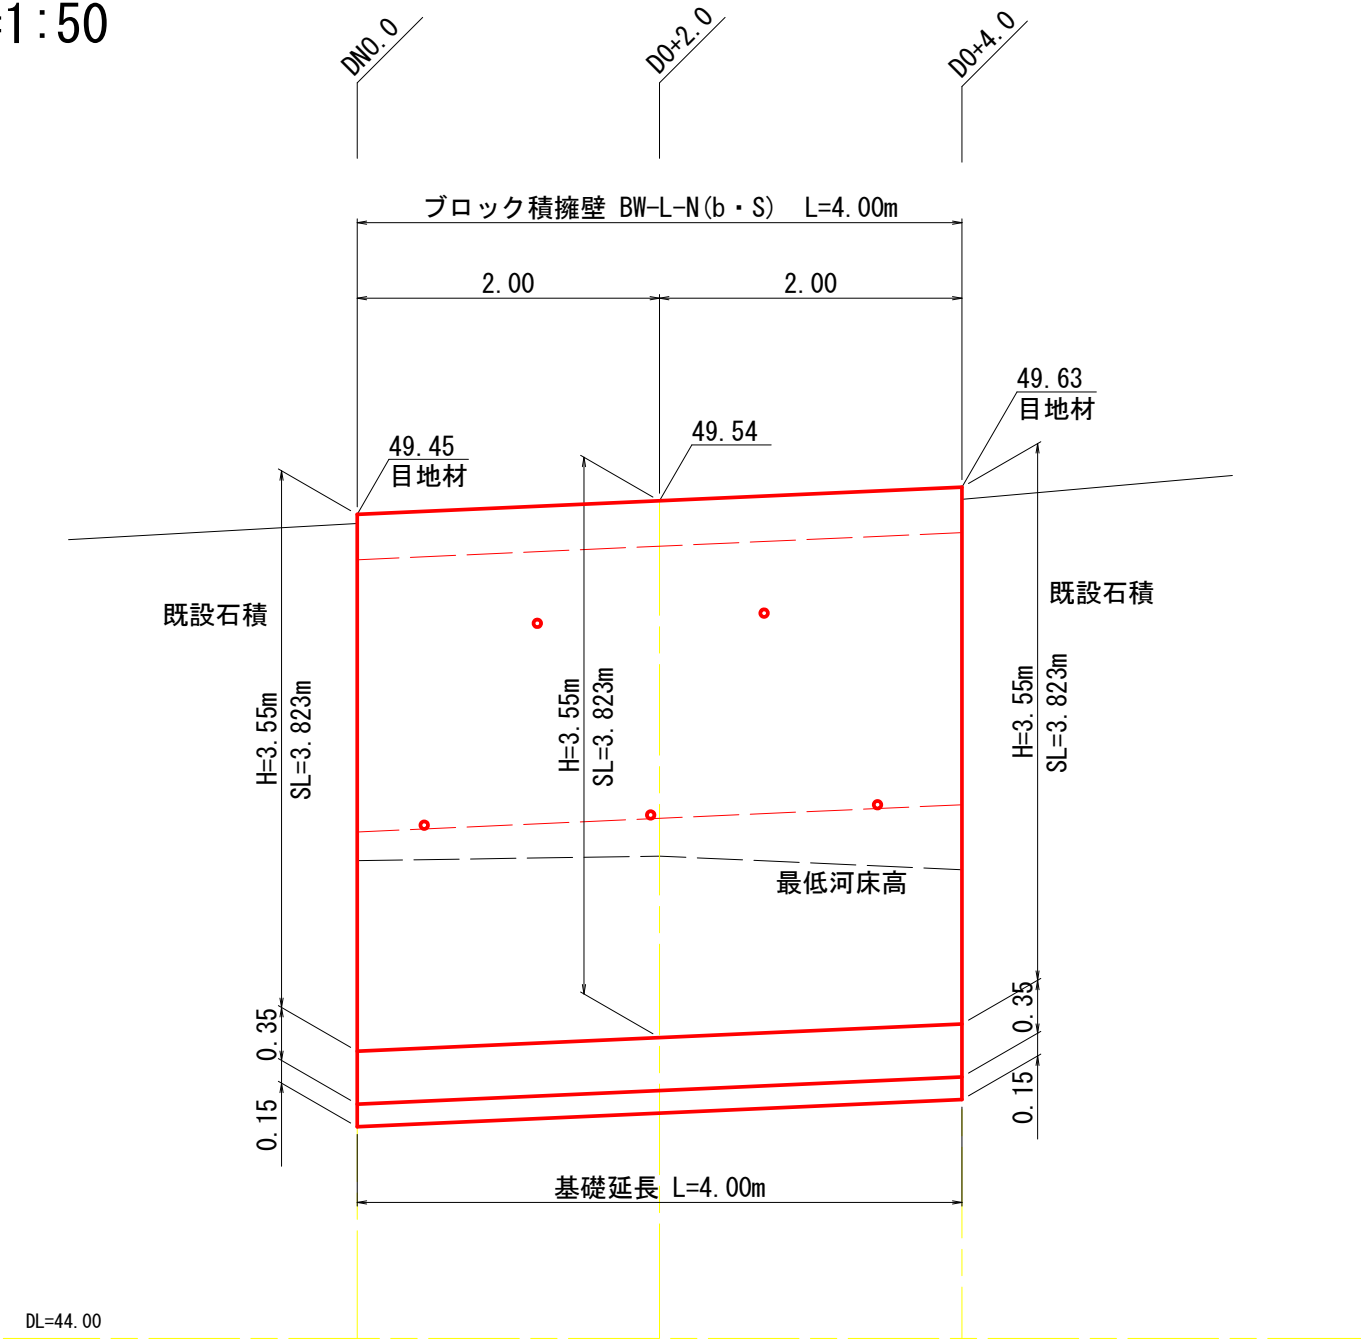 =1:50
DNO.0
D0+2.0
D0+4.0
ブロック積擁壁 BW-L-N(b・S) L=4.00m
2.00
2.00
49.63
目地材
49.45
目地材
49.54
既設石積
既設石積
H=3.55m
SL=3.823m
H=3.55m
SL=3.823m
H=3.55m
SL=3.823m
最低河床高
0.35
0.35
0.15
0.15
基礎延長 L=4.00m
DL=44.00